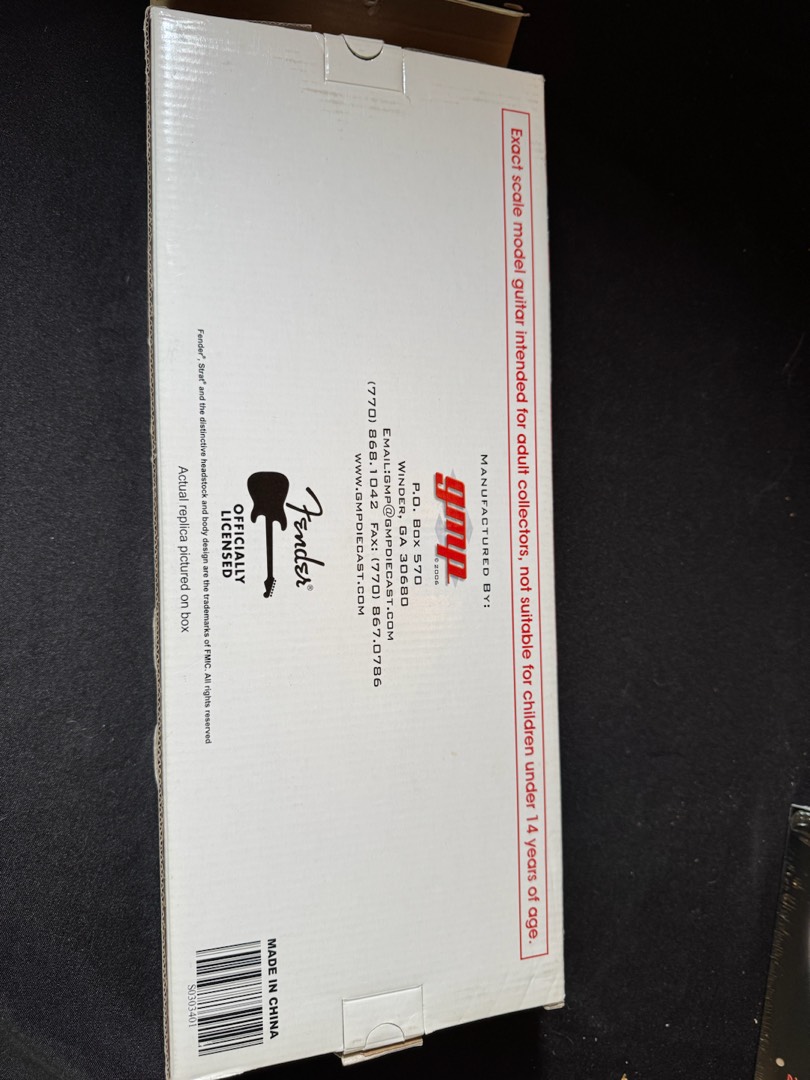 Exact scale model guitar intended for adult collectors, not suitable for children under 14 years of age.
MANUFACTURED BY:
gmp
© 2006
P.O. BOX 570
WINDER, GA 30680
EMAIL:GMP@GMPDIECAST.COM
(770) 868.1042 FAX: (770) 867.0786
WWW.GMPDIECAST.COM
Fender®
OFFICIALLY
LICENSED
Fender®, Strat® and the distinctive headstock and body design are the trademarks of FMIC. All rights reserved
Actual replica pictured on box
MADE IN CHINA
S0303401